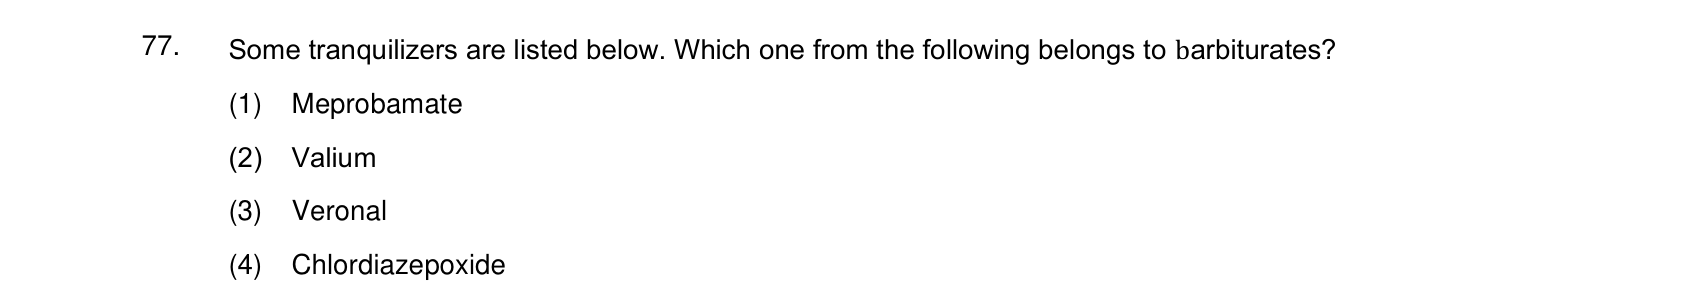 77. Some tranquilizers are listed below. Which one from the following belongs to barbiturates?
(1) Meprobamate
(2) Valium
(3) Veronal
(4) Chlordiazepoxide